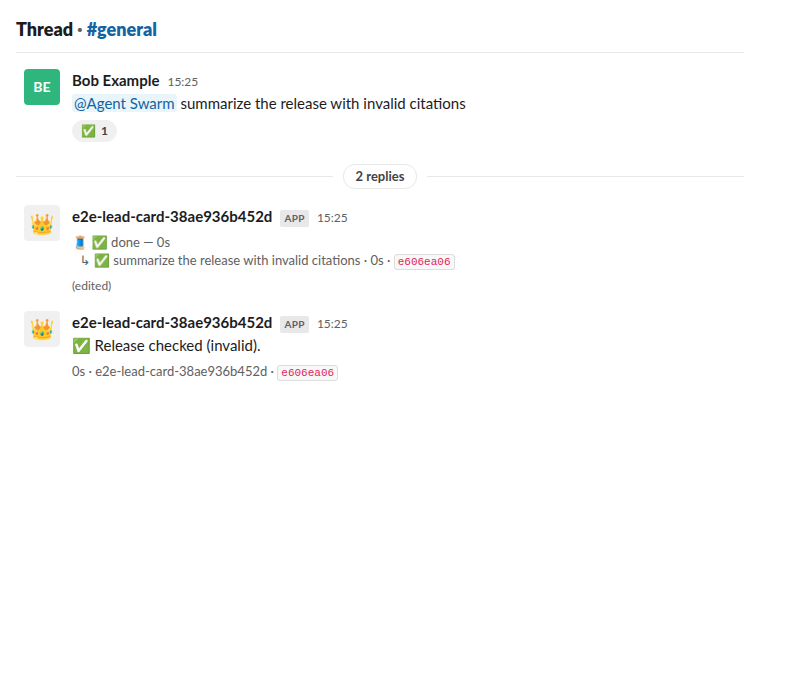 Thread • #general
BE
Bob Example 15:25
@Agent Swarm summarize the release with invalid citations
✅ 1
2 replies
e2e-lead-card-38ae936b452d APP 15:25
🧵 ✅ done — 0s
↳ ✅ summarize the release with invalid citations · 0s · e606ea06
(edited)
e2e-lead-card-38ae936b452d APP 15:25
✅ Release checked (invalid).
0s · e2e-lead-card-38ae936b452d · e606ea06